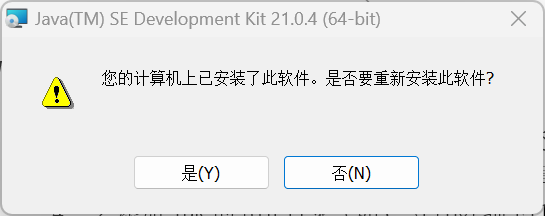 Java(TM) SE Development Kit 21.0.4 (64-bit)
您的计算机上已安装了此软件。是否要重新安装此软件?
是(Y)
否(N)